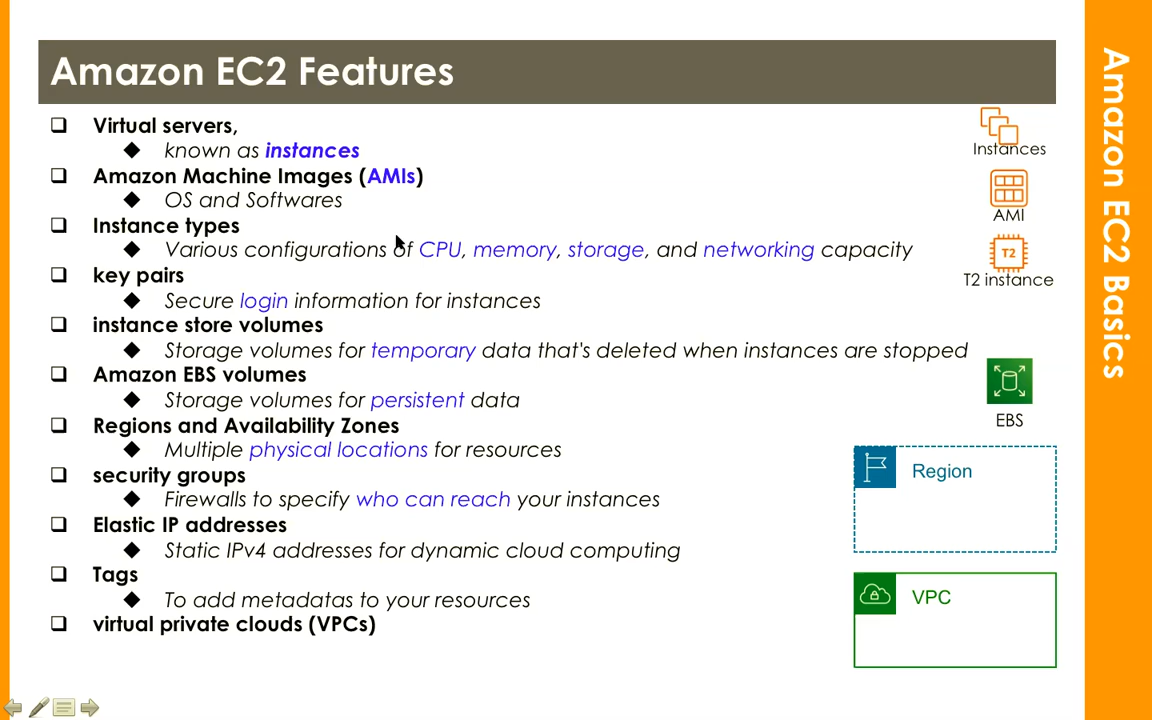 Amazon EC2 Features
Virtual servers,
known as instances
Amazon Machine Images (AMIs)
OS and Softwares
Instance types
Various configurations of CPU, memory, storage, and networking capacity
key pairs
Secure login information for instances
instance store volumes
Storage volumes for temporary data that's deleted when instances are stopped
Amazon EBS volumes
Storage volumes for persistent data
Regions and Availability Zones
Multiple physical locations for resources
security groups
Firewalls to specify who can reach your instances
Elastic IP addresses
Static IPv4 addresses for dynamic cloud computing
Tags
To add metadatas to your resources
virtual private clouds (VPCs)
Instances
AMI
T2
T2 instance
EBS
Region
VPC
Amazon EC2 Basics